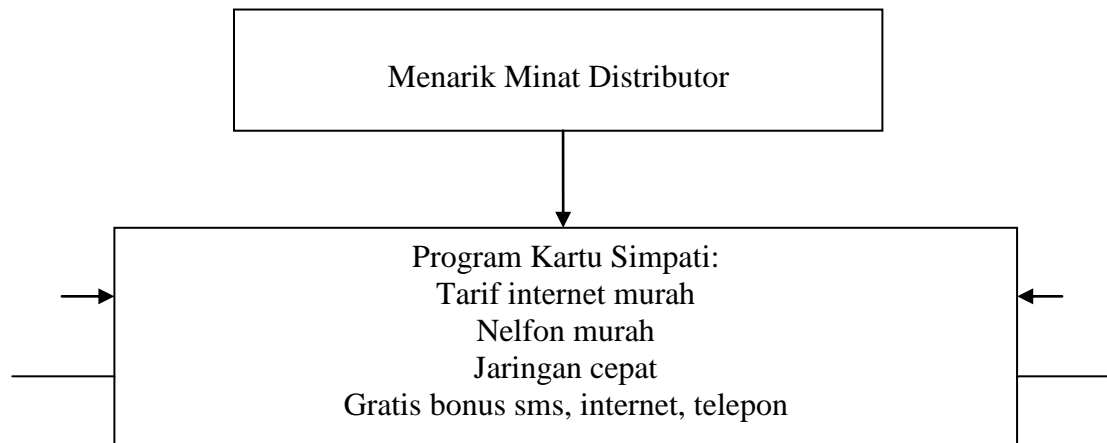 Menarik Minat Distributor
Program Kartu Simpati:
Tarif internet murah
Nelfon murah
Jaringan cepat
Gratis bonus sms, internet, telepon